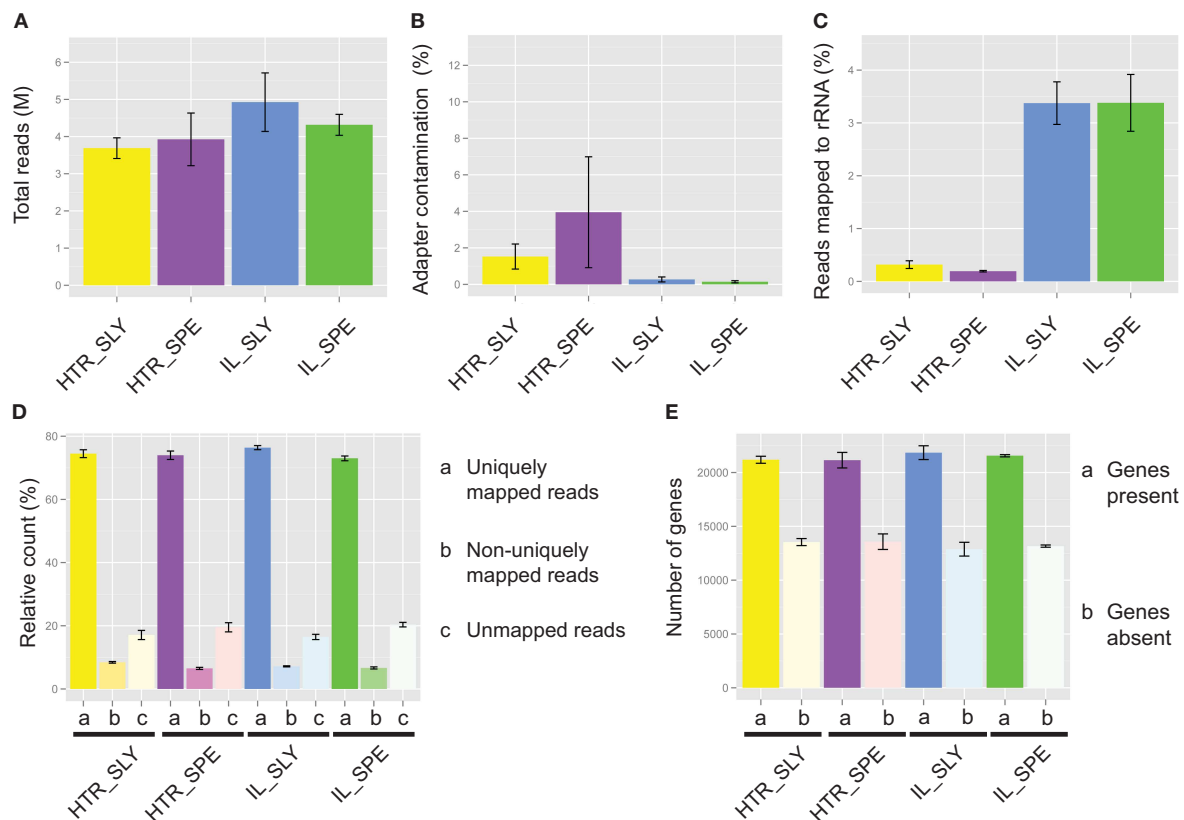 A
Total reads (M)
6
5
4
3
2
1
0
HTR_SLY
HTR_SPE
IL_SLY
IL_SPE
B
Adapter contamination (%)
12
10
8
6
4
2
0
HTR_SLY
HTR_SPE
IL_SLY
IL_SPE
C
Reads mapped to rRNA (%)
4
3
2
1
0
HTR_SLY
HTR_SPE
IL_SLY
IL_SPE
D
Relative count (%)
80
60
40
20
0
a b c a b c a b c a b c
HTR_SLY
HTR_SPE
IL_SLY
IL_SPE
a Uniquely
mapped reads
b Non-uniquely
mapped reads
c Unmapped reads
E
Number of genes
20000
15000
10000
5000
0
a b a b a b a b
HTR_SLY
HTR_SPE
IL_SLY
IL_SPE
a Genes
present
b Genes
absent